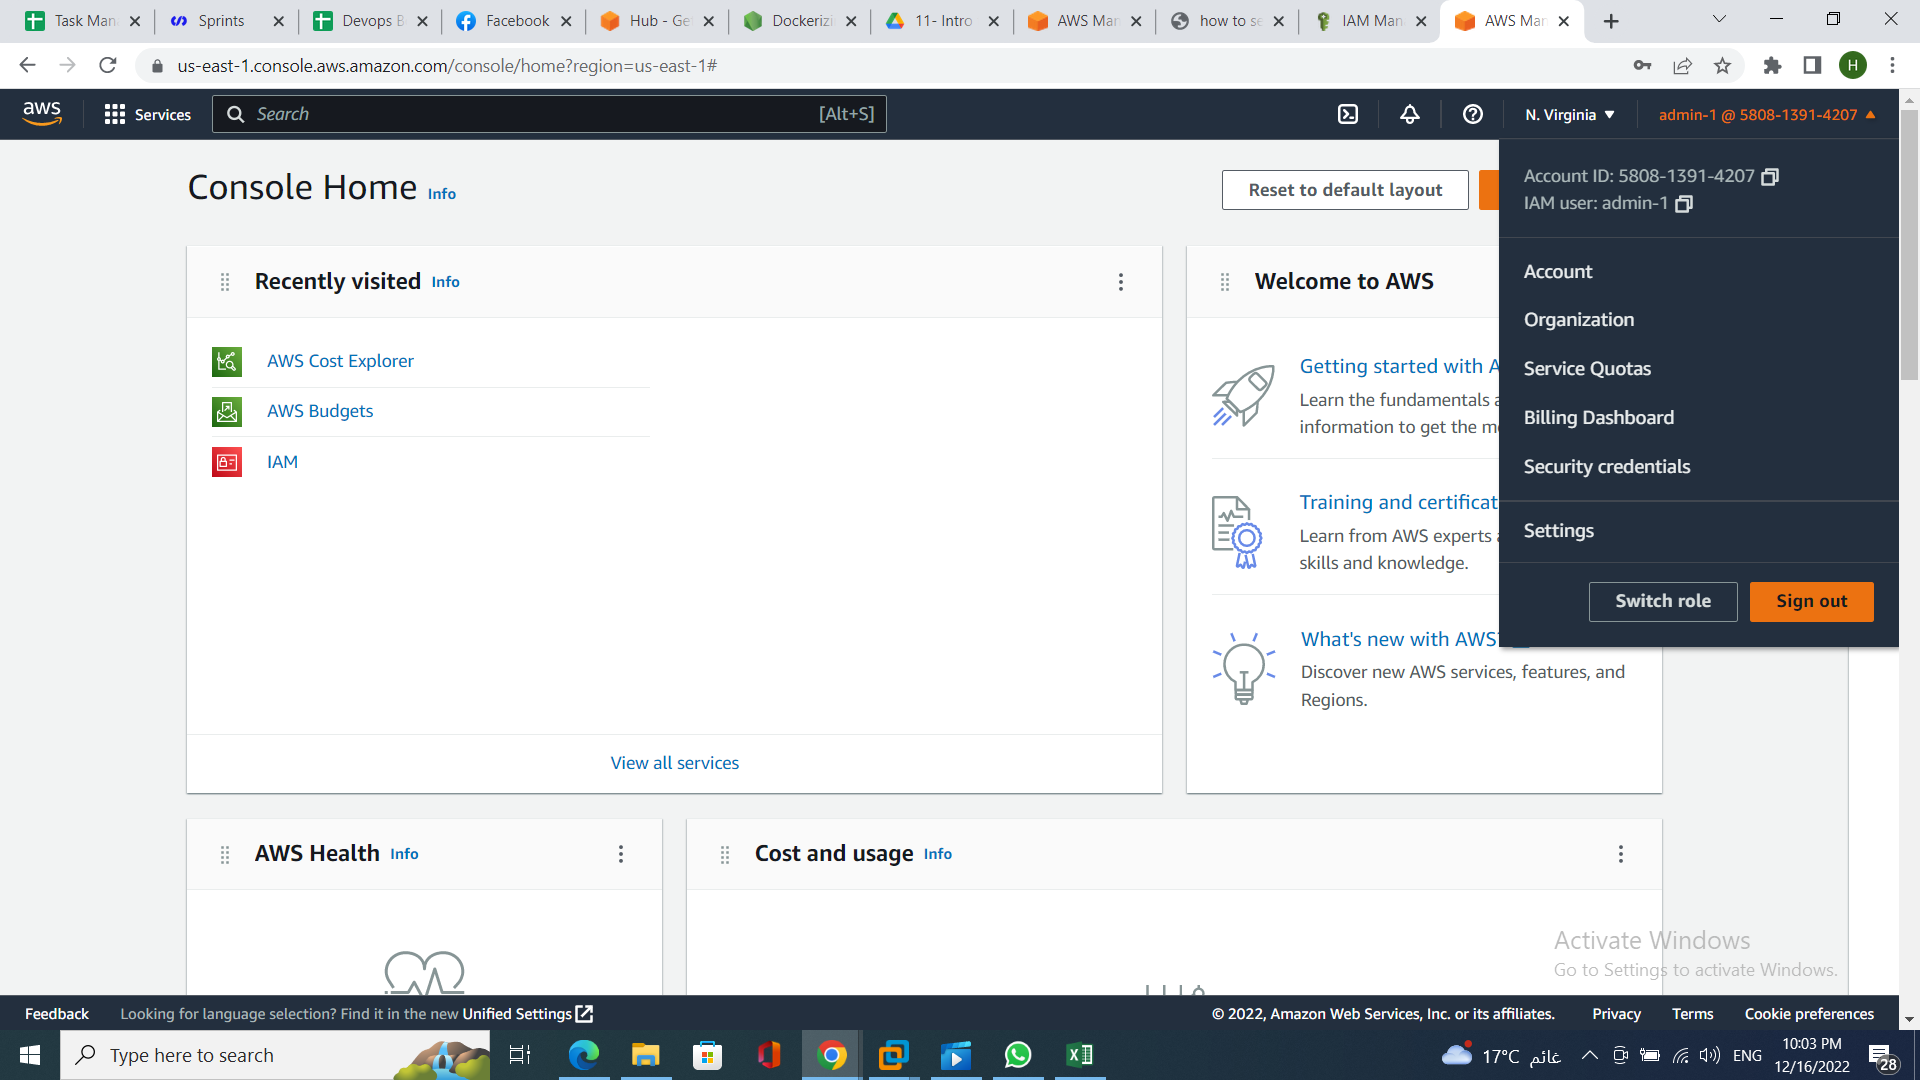 Task Man
Sprints
Devops B
Facebook
Hub - Ge
Dockerizi
11- Intro
AWS Man
how to se
IAM Man
AWS Man
us-east-1.console.aws.amazon.com/console/home?region=us-east-1#
H
aws
Services
Search
[Alt+S]
N. Virginia
admin-1 @ 5808-1391-4207
Account ID: 5808-1391-4207
IAM user: admin-1
Account
Organization
Service Quotas
Billing Dashboard
Security credentials
Settings
Switch role
Sign out
Console Home Info
Reset to default layout
Recently visited Info
AWS Cost Explorer
AWS Budgets
IAM
View all services
Welcome to AWS
Getting started with A
Learn the fundamentals a
information to get the m
Training and certificat
Learn from AWS experts
skills and knowledge.
What's new with AWS?
Discover new AWS services, features, and
Regions.
AWS Health Info
Cost and usage Info
Activate Windows
Go to Settings to activate Windows.
Feedback
Looking for language selection? Find it in the new Unified Settings
© 2022, Amazon Web Services, Inc. or its affiliates.
Privacy
Terms
Cookie preferences
Type here to search
17°C غائم
ENG
10:03 PM
12/16/2022
28